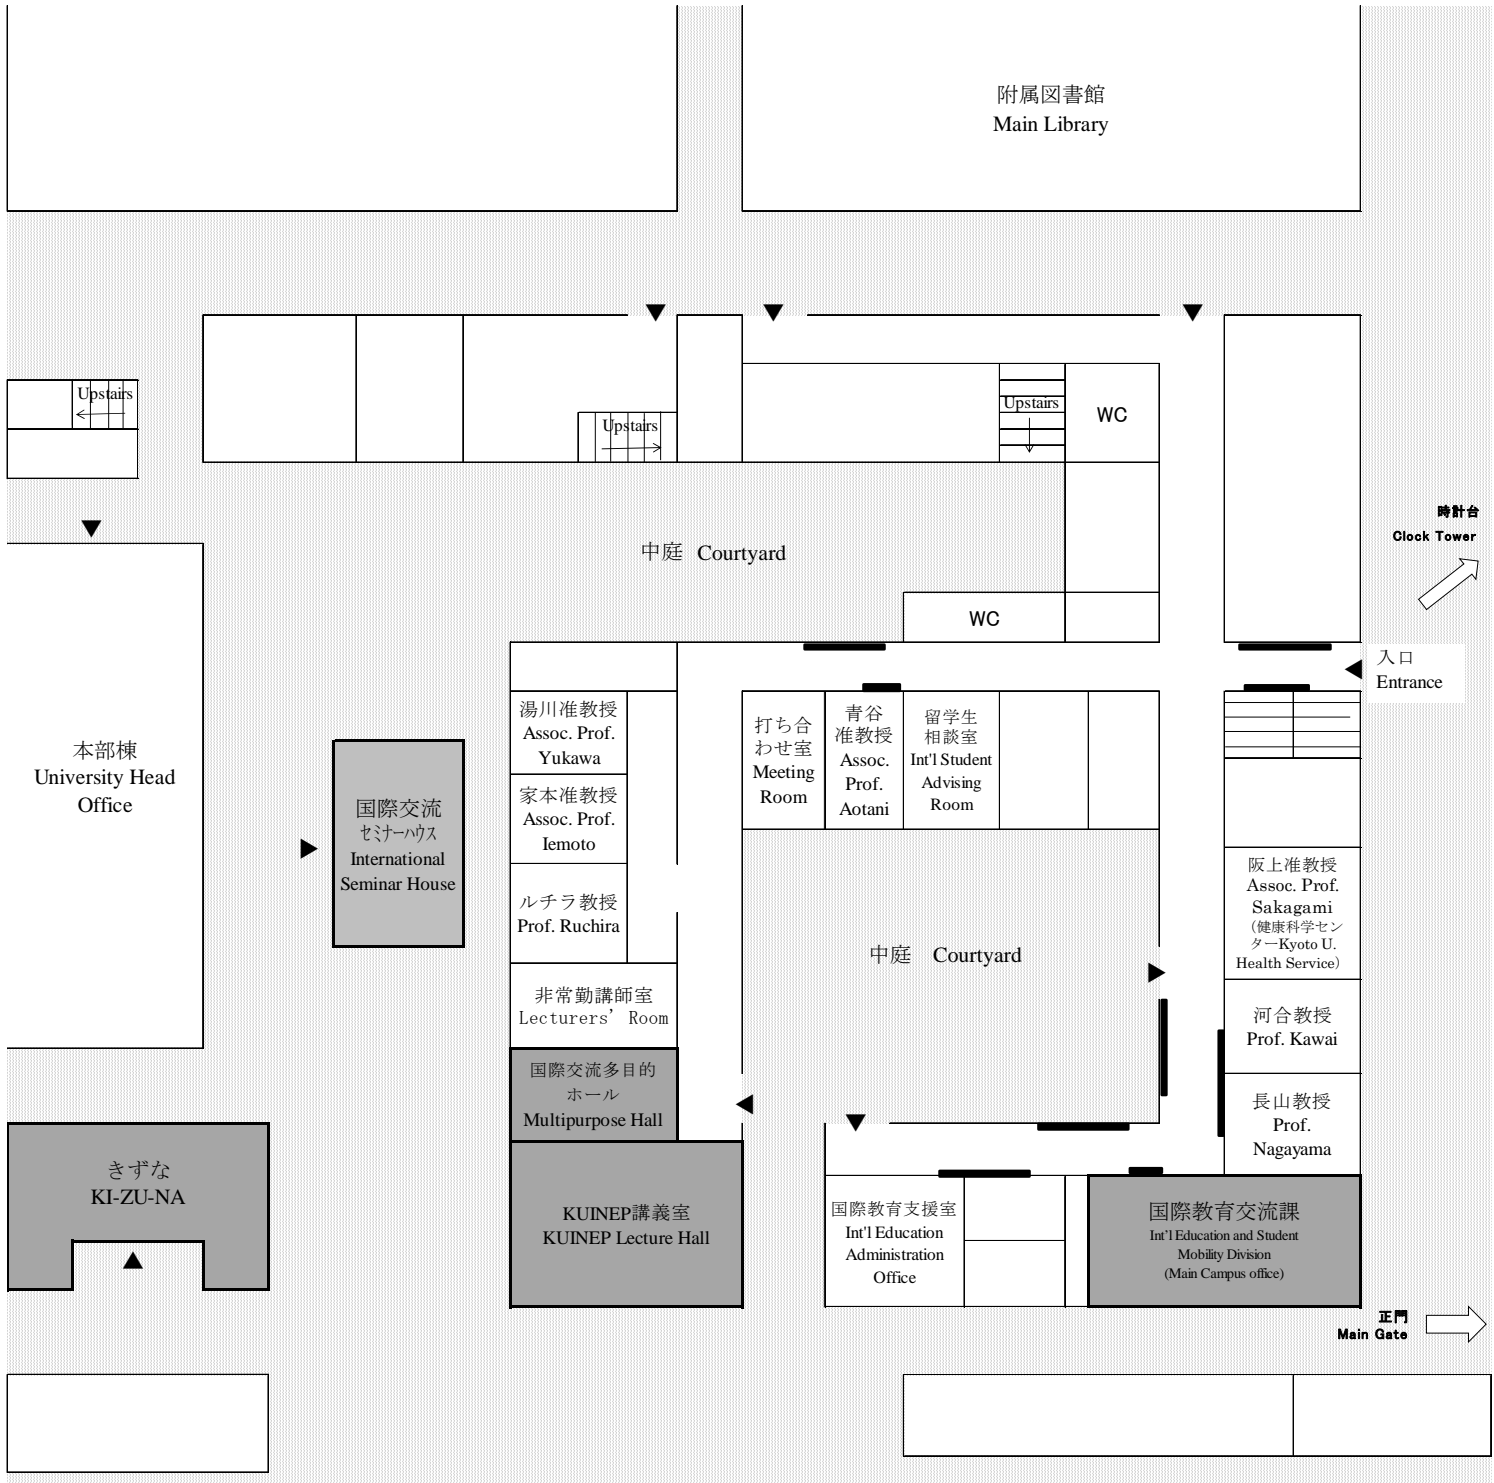 附属図書館
Main Library
Upstairs
Upstairs
Upstairs
WC
時計台
Clock Tower
中庭 Courtyard
WC
入口
Entrance
本部棟
University Head
Office
国際交流
ｾﾐﾅｰﾊｳｽ
International
Seminar House
湯川准教授
Assoc. Prof.
Yukawa
家本准教授
Assoc. Prof.
Iemoto
ルチラ教授
Prof. Ruchira
非常勤講師室
Lecturers’ Room
国際交流多目的
ホール
Multipurpose Hall
KUINEP講義室
KUINEP Lecture Hall
打ち合
わせ室
Meeting
Room
青谷
准教授
Assoc.
Prof.
Aotani
留学生
相談室
Int'l Student
Advising
Room
中庭　Courtyard
阪上准教授
Assoc. Prof.
Sakagami
（健康科学セン
ターKyoto U.
Health Service）
河合教授
Prof. Kawai
長山教授
Prof.
Nagayama
きずな
KI-ZU-NA
国際教育支援室
Int'l Education
Administration
Office
国際教育交流課
Int’l Education and Student
Mobility Division
(Main Campus office)
正門
Main Gate